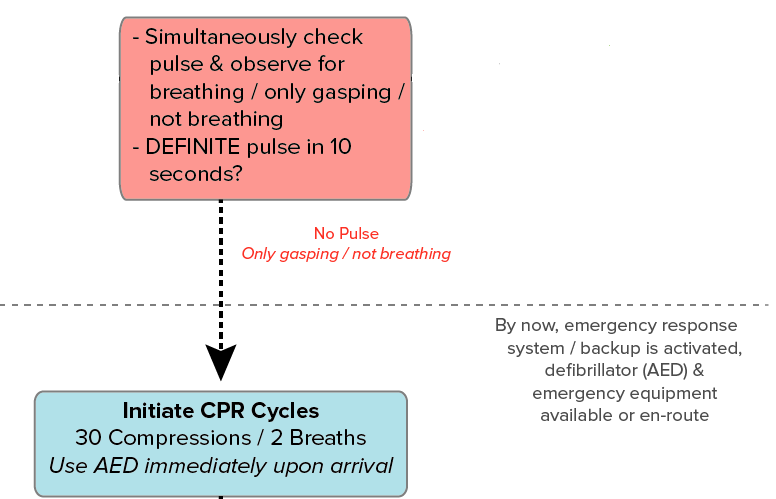 - Simultaneously check
pulse & observe for
breathing / only gasping /
not breathing
- DEFINITE pulse in 10
seconds?
No Pulse
Only gasping / not breathing
By now, emergency response
system / backup is activated,
defibrillator (AED) &
emergency equipment
available or en-route
Initiate CPR Cycles
30 Compressions / 2 Breaths
Use AED immediately upon arrival